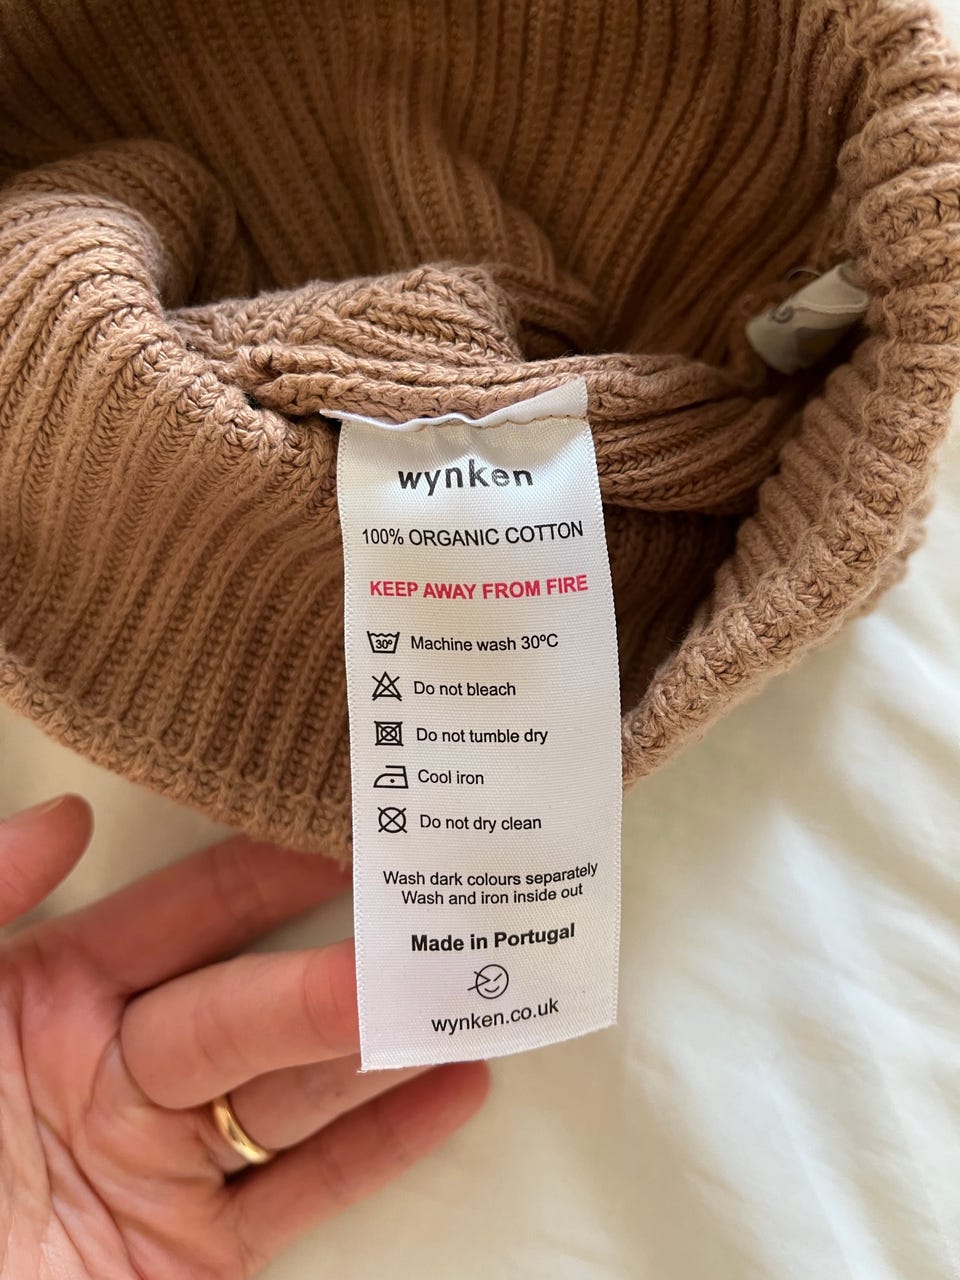 wynken
100% ORGANIC COTTON
KEEP AWAY FROM FIRE
30º Machine wash 30ºC
Do not bleach
Do not tumble dry
Cool iron
Do not dry clean
Wash dark colours separately
Wash and iron inside out
Made in Portugal
wynken.co.uk